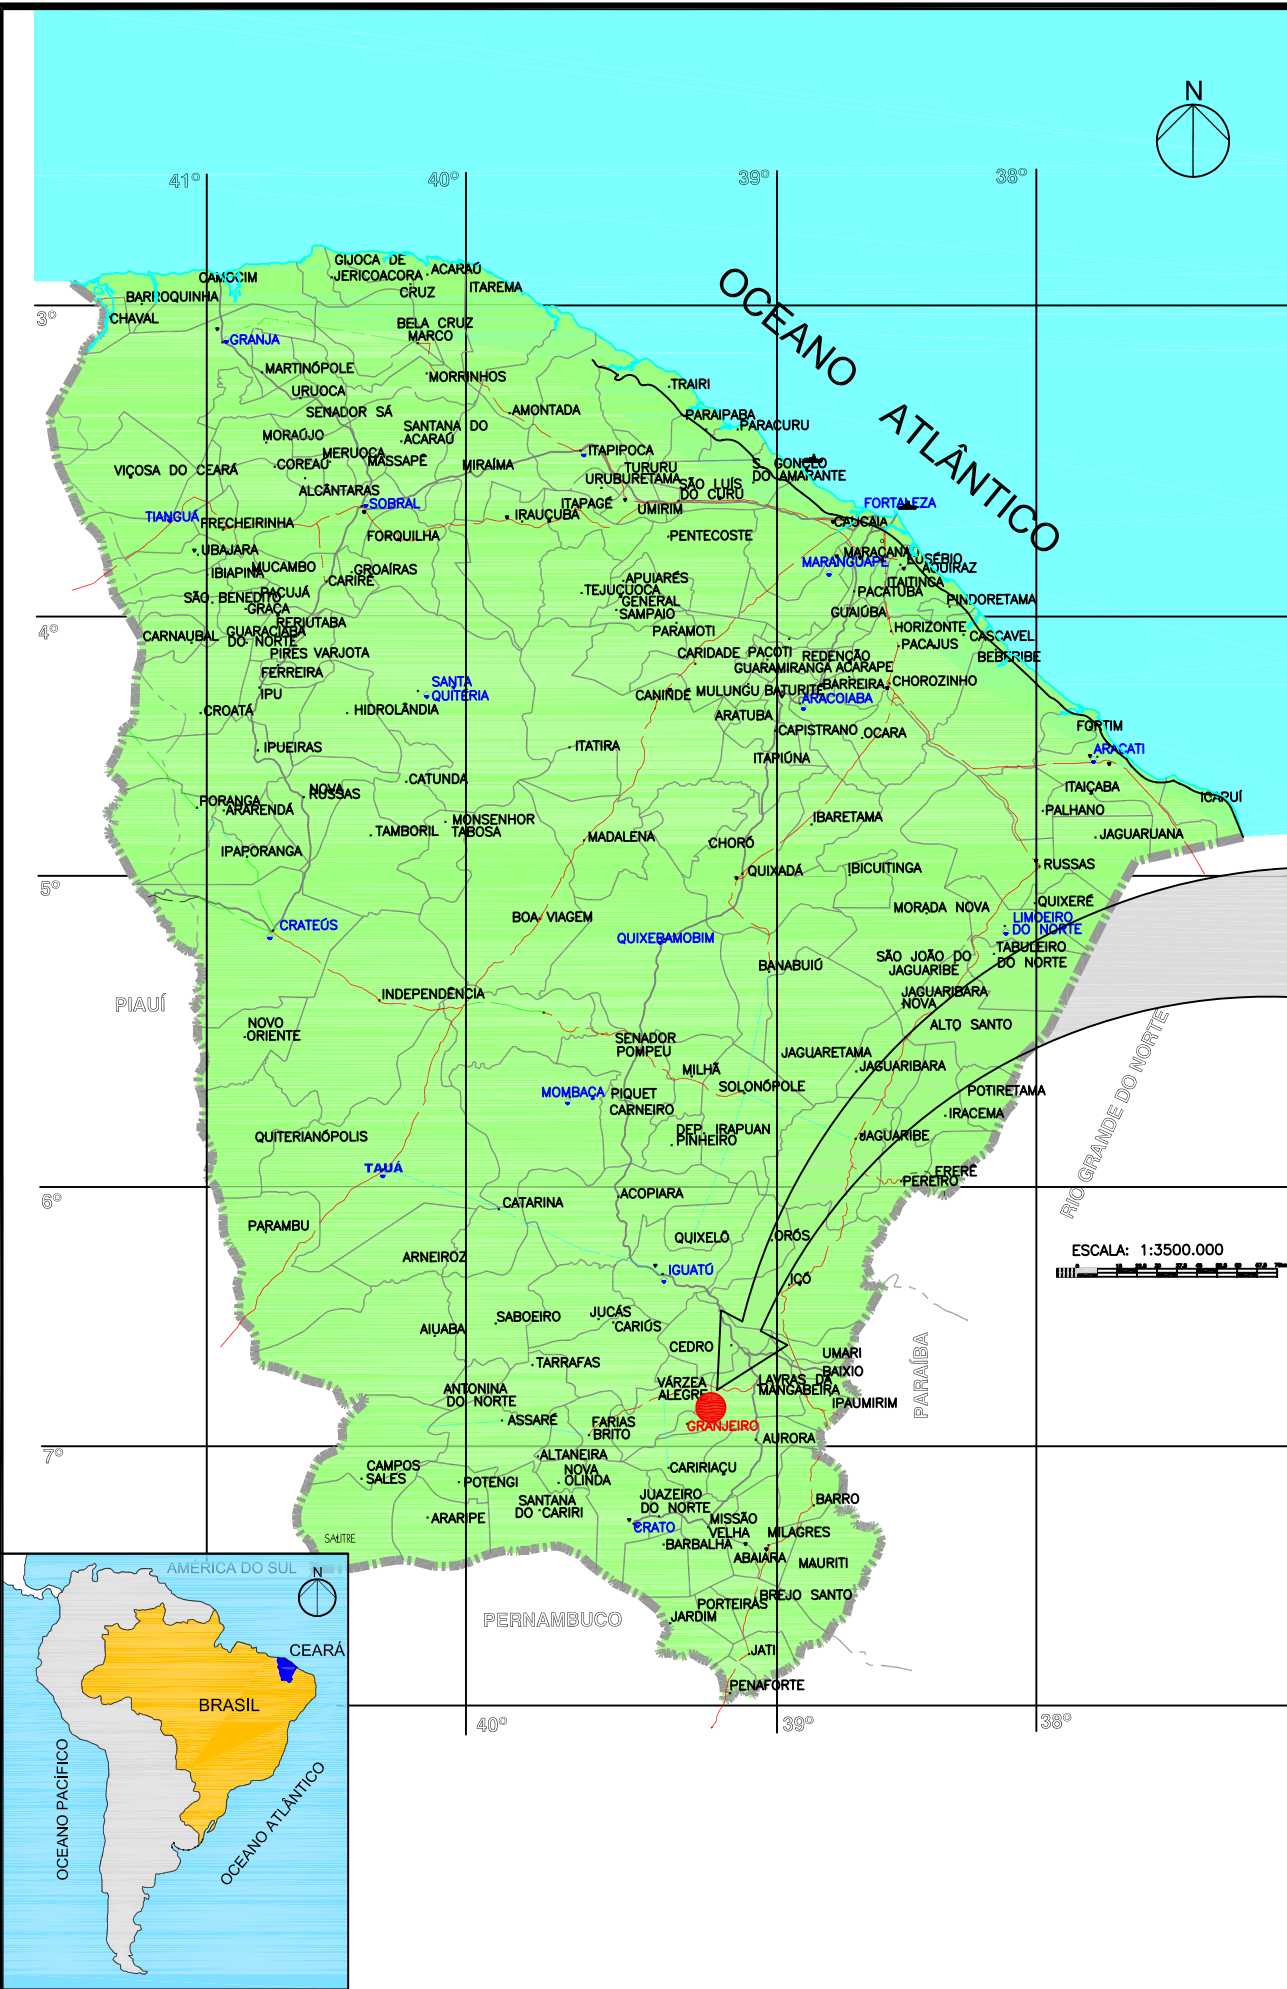 N
41°
40°
39°
38°
OCEANO ATLÂNTICO
GIJOCA DE
JERICOACORA
ACARAÚ
CAMOCIM
CRUZ
ITAREMA
BARROQUINHA
3°
CHAVAL
BELA CRUZ
MARCO
GRANJA
MARTINÓPOLE
MORRINHOS
TRAIRI
URUOCA
SENADOR SÁ
AMONTADA
PARAIPABA
PARACURU
SANTANA DO
ACARAÚ
MORAÚJO
MERUOCA
MASSAPÉ
ITAPIPOCA
COREAÚ
VIÇOSA DO CEARÁ
MIRAÍMA
TURURU
URUBURETAMA
S. GONÇLO
DO AMARANTE
SÃO LUÍS
DO CURU
ALCÂNTARAS
SOBRAL
ITAPAGÉ
UMIRIM
FORTALEZA
TIANGUÁ
FRECHEIRINHA
IRAUÇUBA
CAUCAIA
FORQUILHA
PENTECOSTE
UBAJARA
MARACANAÚ
EUSÉBIO
MARANGUAPE
AQUIRAZ
MUCAMBO
GROAÍRAS
IBIAPINA
CARIRÉ
APUIARÉS
ITAITINGA
PACUJÁ
TEJUÇUOCA
PACATUBA
SÃO BENEDITO
GENERAL
SAMPAIO
PINDORETAMA
GRAÇA
GUAIÚBA
RERIUTABA
4°
GUARACIABA
DO NORTE
PARAMOTI
HORIZONTE
CARNAUBAL
CASCAVEL
PACAJUS
PIRES VARJOTA
FERREIRA
CARIDADE
PACOTI
REDENÇÃO
BEBERIBE
GUARAMIRANGA ACARAPE
SANTA
QUITÉRIA
IPU
CANINDÉ
MULUNGU BATURITÉ
BARREIRA
CHOROZINHO
ARACOIABA
CROATÁ
HIDROLÂNDIA
ARATUBA
CAPISTRANO
OCARA
FORTIM
IPUEIRAS
ITATIRA
ARACATI
ITAPIÚNA
CATUNDA
ITAIÇABA
NOVA
RUSSAS
ICAPUÍ
PORANGA
ARARENDÁ
PALHANO
MONSENHOR
TABOSA
TAMBORIL
IBARETAMA
JAGUARUANA
MADALENA
CHORÓ
IPAPORANGA
QUIXADÁ
IBICUITINGA
RUSSAS
5°
QUIXERÉ
MORADA NOVA
BOA VIAGEM
LIMOEIRO
DO NORTE
CRATEÚS
QUIXERAMOBIM
TABULEIRO
DO NORTE
SÃO JOÃO DO
JAGUARIBE
BANABUIÚ
PIAUÍ
INDEPENDÊNCIA
JAGUARIBARA
NOVA
NOVO
ORIENTE
ALTO SANTO
SENADOR
POMPEU
JAGUARETAMA
MILHÃ
JAGUARIBARA
SOLONÓPOLE
MOMBAÇA
PIQUET
CARNEIRO
POTIRETAMA
IRACEMA
RIO GRANDE DO NORTE
DEP. IRAPUAN
PINHEIRO
QUITERIANÓPOLIS
JAGUARIBE
TAUÁ
ERERÊ
PEREIRO
6°
CATARINA
ACOPIARA
PARAMBU
QUIXELÔ
ORÓS
ARNEIROZ
ESCALA: 1:3500.000
IGUATÚ
IÇÓ
JUCÁS
CARIÚS
SABOEIRO
AIUABA
CEDRO
UMARI
TARRAFAS
BAIXIO
PARAÍBA
VÁRZEA
ALEGRE
LAVRAS DA
MANGABEIRA
ANTONINA
DO NORTE
IPAUMIRIM
ASSARÉ
FARIAS
BRITO
GRANJEIRO
AURORA
7°
ALTANEIRA
CAMPOS
SALES
NOVA
OLINDA
CARIRIAÇU
POTENGI
JUAZEIRO
DO NORTE
SANTANA
DO CARIRI
BARRO
ARARIPE
MISSÃO
VELHA
CRATO
MILAGRES
SALITRE
BARBALHA
ABAIARA
MAURITI
BREJO SANTO
PORTEIRAS
PERNAMBUCO
JARDIM
JATI
PENAFORTE
40°
39°
38°
AMÉRICA DO SUL
N
CEARÁ
BRASIL
OCEANO PACÍFICO
OCEANO ATLÂNTICO